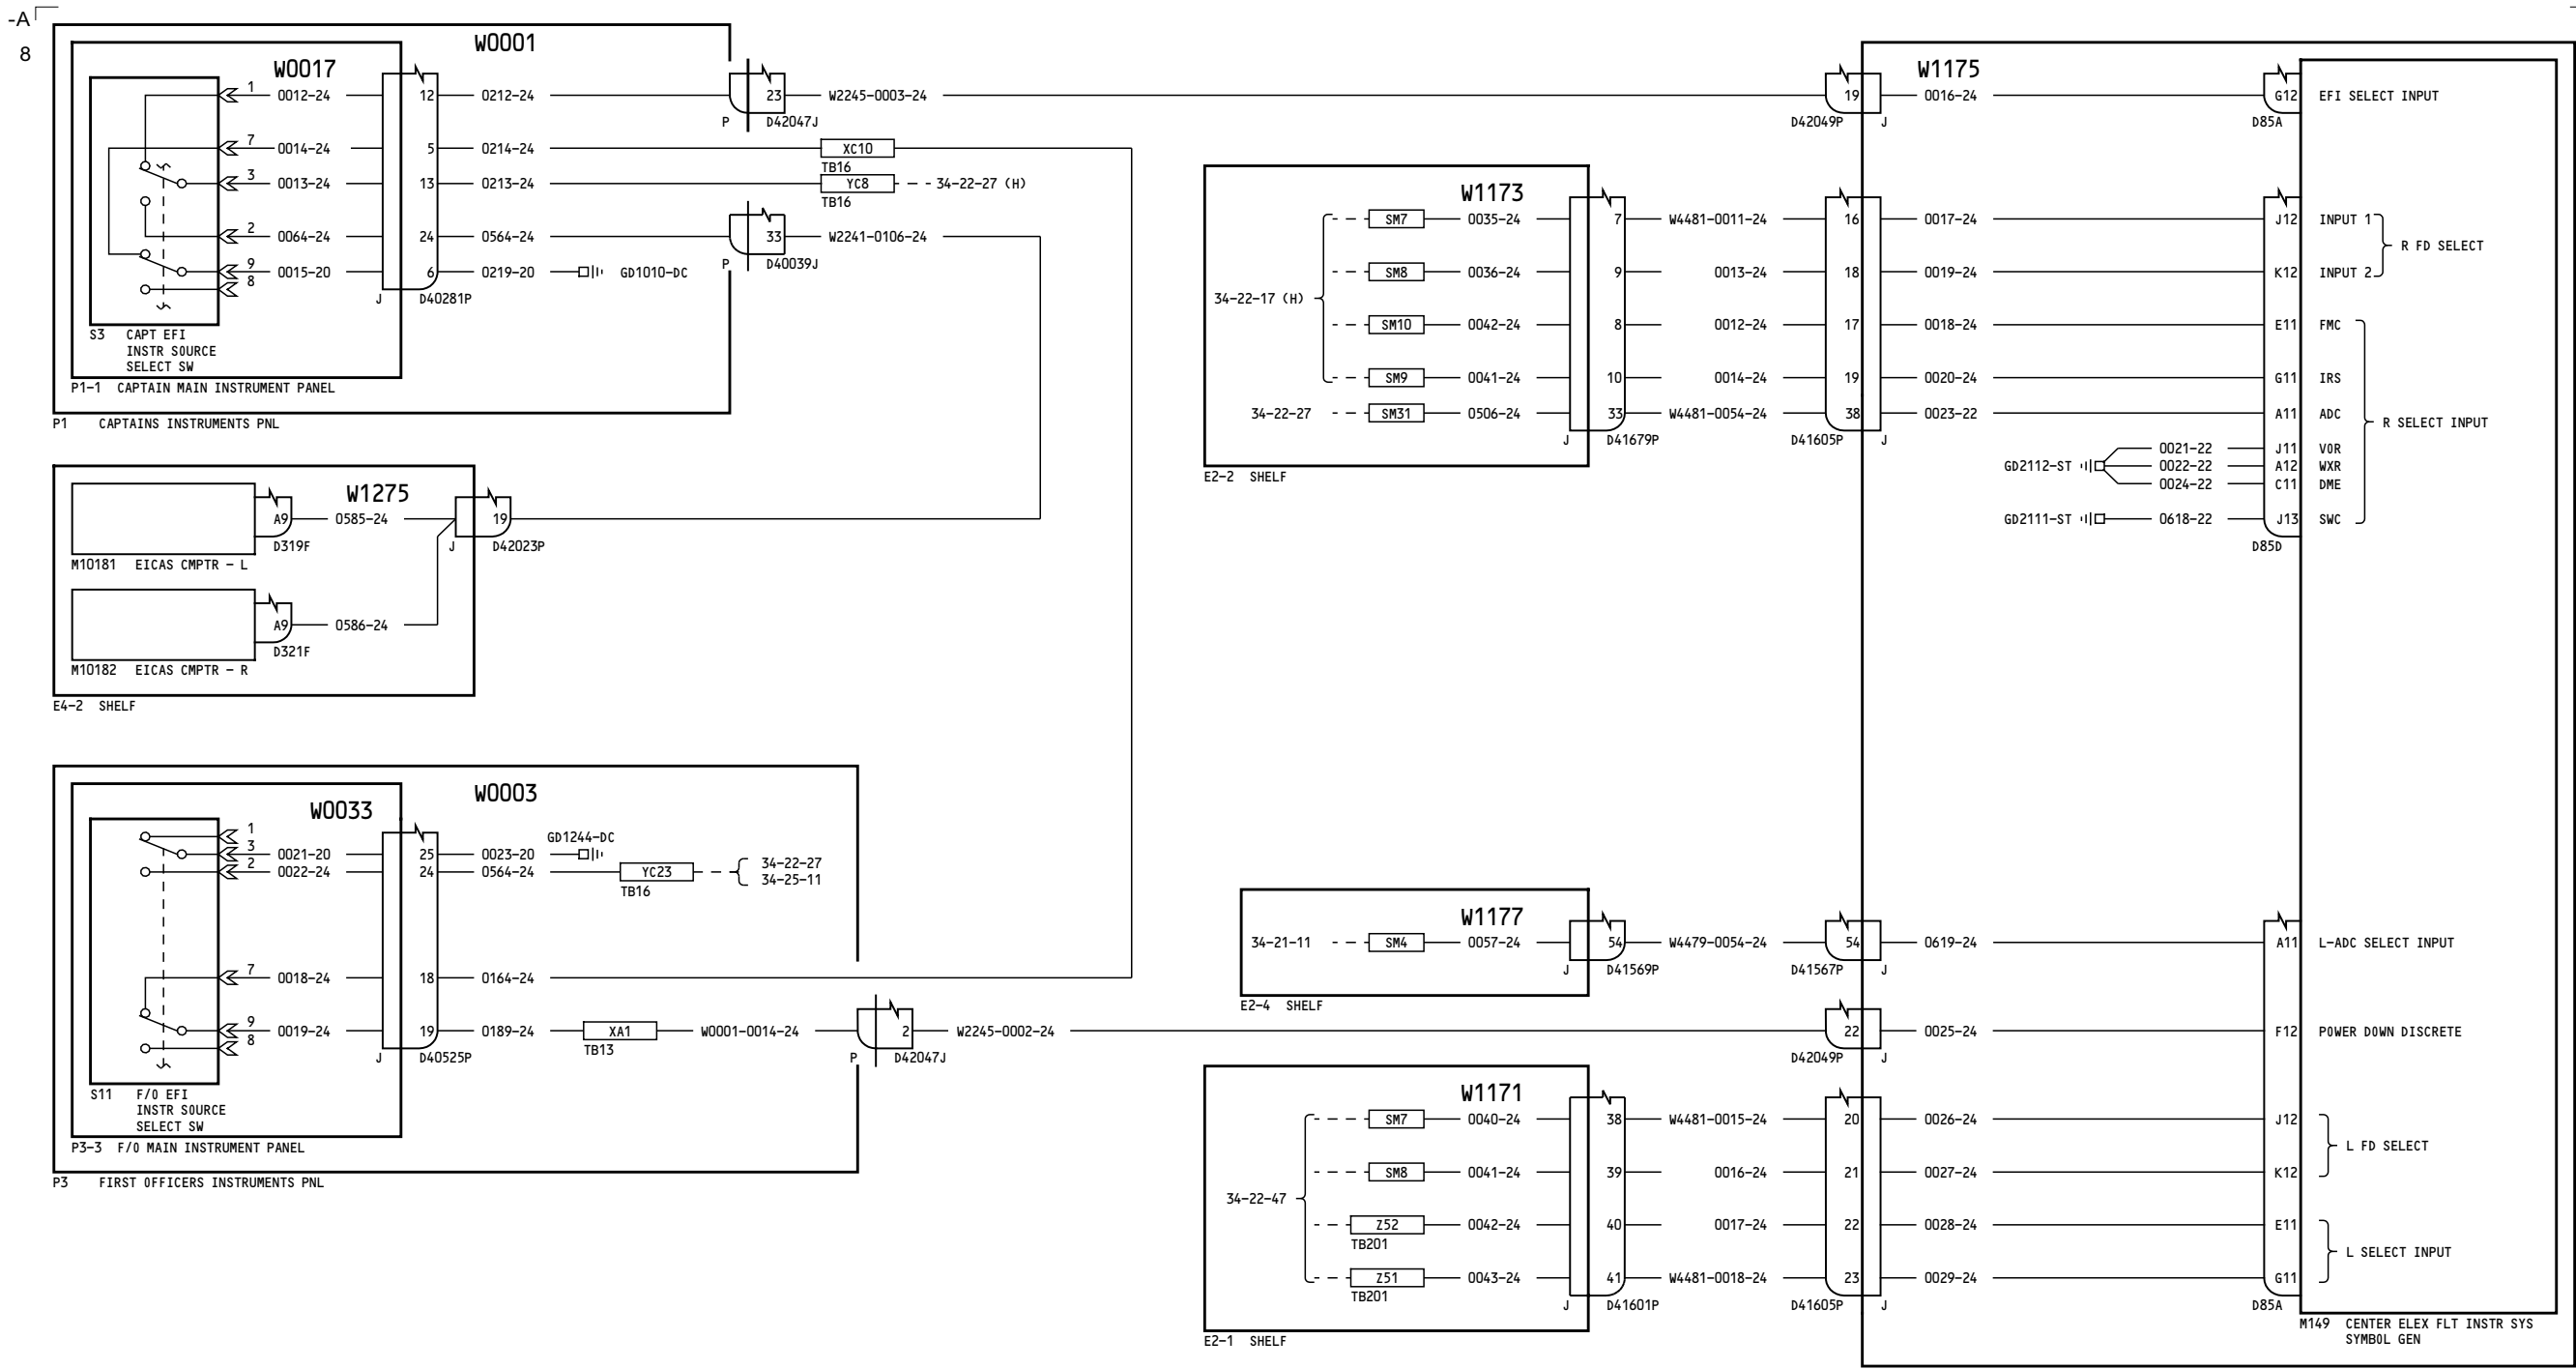 -A
8
W0001
W0017
1 0012-24 12 0212-24 23 W2245-0003-24
P D42047J
7 0014-24 5 0214-24 XC10
TB16
3 0013-24 13 0213-24 YC8 34-22-27 (H)
TB16
2 0064-24 24 0564-24 33 W2241-0106-24
P D40039J
9 0015-20 6 0219-20 GD1010-DC
8
J D40281P
S3 CAPT EFI
INSTR SOURCE
SELECT SW
P1-1 CAPTAIN MAIN INSTRUMENT PANEL
P1 CAPTAINS INSTRUMENTS PNL
W1275
A9 0585-24 19
D319F J D42023P
M10181 EICAS CMPTR - L
A9 0586-24
D321F
M10182 EICAS CMPTR - R
E4-2 SHELF
W0003
W0033
1
3 0021-20 25 0023-20 GD1244-DC
2 0022-24 24 0564-24 YC23 34-22-27
34-25-11
TB16
7 0018-24 18 0164-24
9 0019-24 19 0189-24 XA1 W0001-0014-24 2 W2245-0002-24
8
TB13
J D40525P P D42047J
S11 F/O EFI
INSTR SOURCE
SELECT SW
P3-3 F/O MAIN INSTRUMENT PANEL
P3 FIRST OFFICERS INSTRUMENTS PNL
W1173
34-22-17 (H)
SM7 0035-24 7 W4481-0011-24 16
SM8 0036-24 9 0013-24 18
SM10 0042-24 8 0012-24 17
SM9 0041-24 10 0014-24 19
34-22-27 SM31 0506-24 33 W4481-0054-24 38
J D41679P D41605P J
E2-2 SHELF
W1177
34-21-11 SM4 0057-24 54 W4479-0054-24 54
J D41569P D41567P J
E2-4 SHELF
22
D42049P J
W1171
34-22-47
SM7 0040-24 38 W4481-0015-24 20
SM8 0041-24 39 0016-24 21
Z52 0042-24 40 0017-24 22
TB201
Z51 0043-24 41 W4481-0018-24 23
TB201
J D41601P D41605P J
E2-1 SHELF
W1175
19 0016-24 G12 EFI SELECT INPUT
D42049P J D85A
0017-24 J12 INPUT 1
R FD SELECT
0019-24 K12 INPUT 2
0018-24 E11 FMC
0020-24 G11 IRS
0023-22 A11 ADC
R SELECT INPUT
0021-22 J11 VOR
GD2112-ST 0022-22 A12 WXR
0024-22 C11 DME
GD2111-ST 0618-22 J13 SWC
D85D
0619-24 A11 L-ADC SELECT INPUT
0025-24 F12 POWER DOWN DISCRETE
0026-24 J12
L FD SELECT
0027-24 K12
0028-24 E11
L SELECT INPUT
0029-24 G11
D85A
M149 CENTER ELEX FLT INSTR SYS
SYMBOL GEN